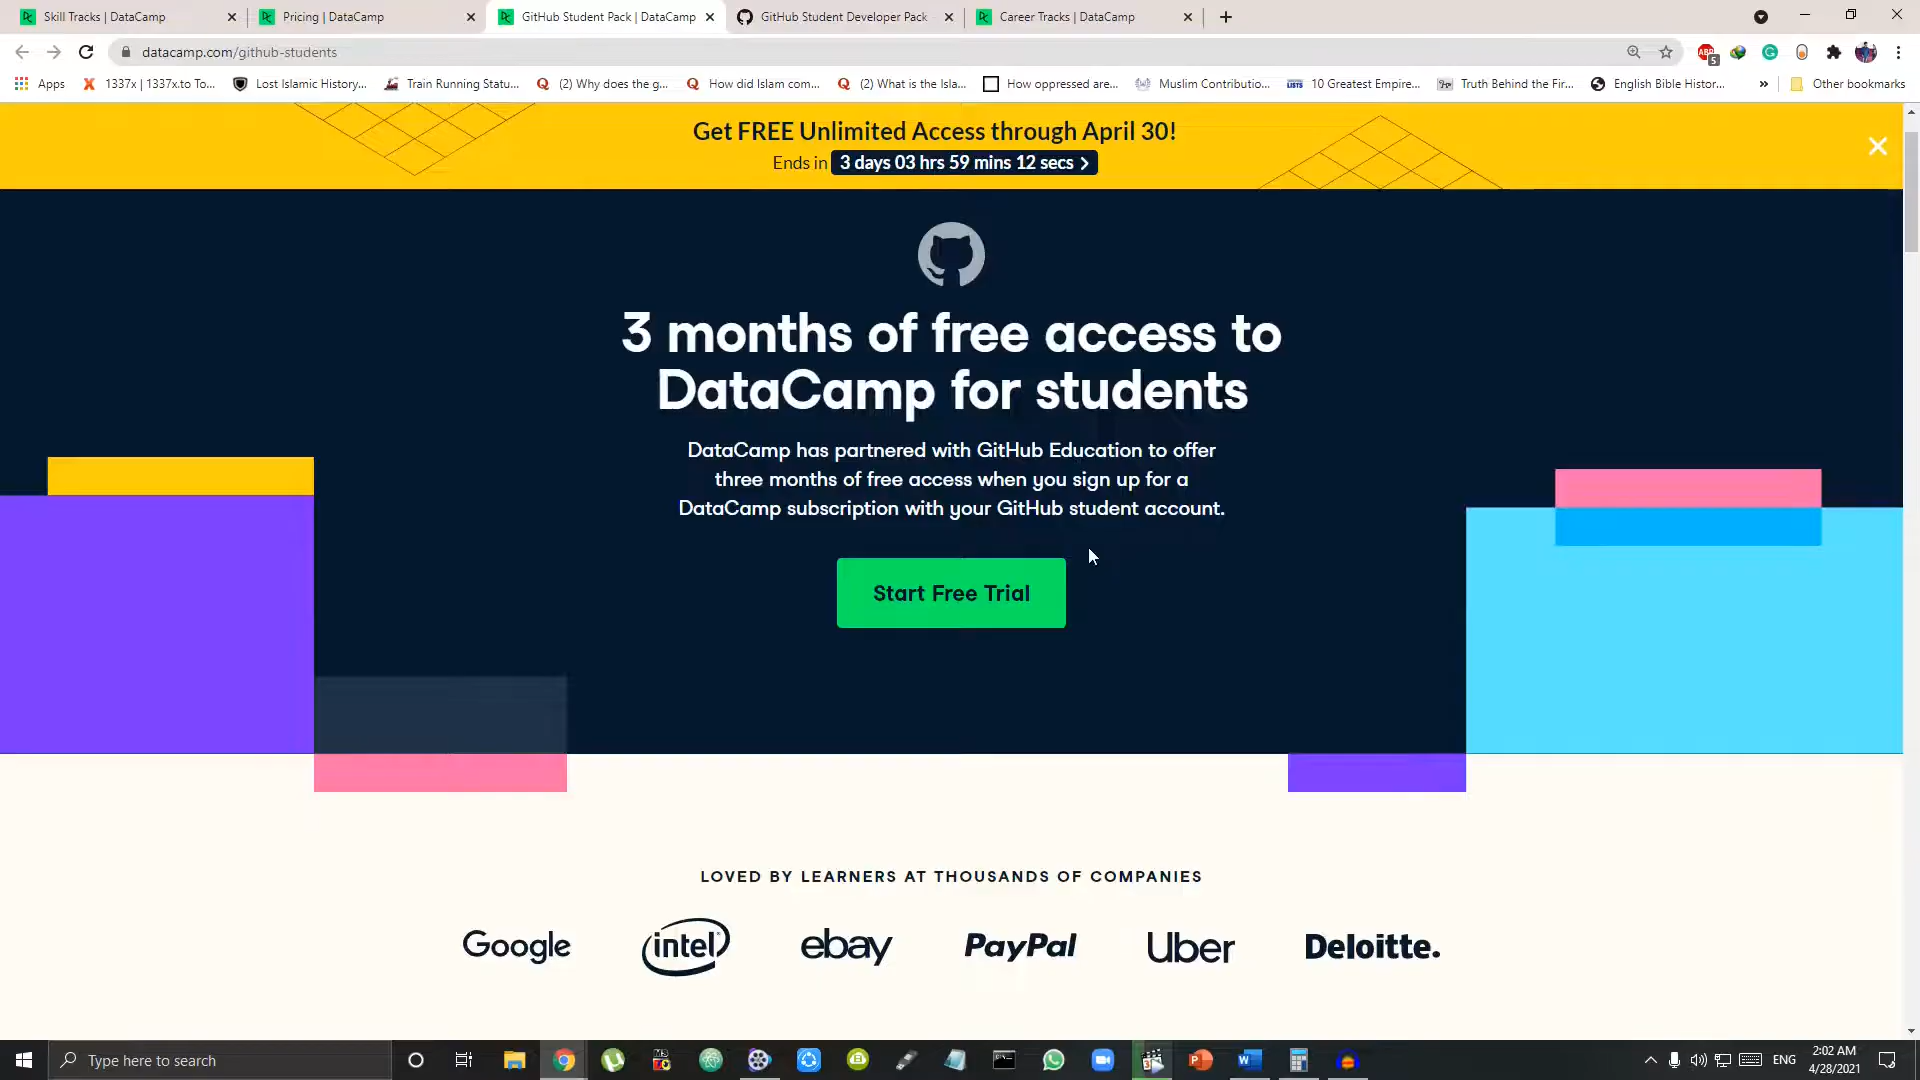 Skill Tracks | DataCamp
Pricing | DataCamp
GitHub Student Pack | DataCamp
GitHub Student Developer Pack
Career Tracks | DataCamp
datacamp.com/github-students
ABP
5
Apps
1337x | 1337x.to To...
Lost Islamic History...
Train Running Statu...
(2) Why does the g...
How did Islam com...
(2) What is the Isla...
How oppressed are...
Muslim Contributio...
LISTS
10 Greatest Empire...
Truth Behind the Fir...
English Bible Histor...
»
Other bookmarks
Get FREE Unlimited Access through April 30!
Ends in 3 days 03 hrs 59 mins 12 secs
3 months of free access to
DataCamp for students
DataCamp has partnered with GitHub Education to offer
three months of free access when you sign up for a
DataCamp subscription with your GitHub student account.
Start Free Trial
LOVED BY LEARNERS AT THOUSANDS OF COMPANIES
Google
intel
ebay
PayPal
Uber
Deloitte.
Type here to search
ENG
2:02 AM
4/28/2021